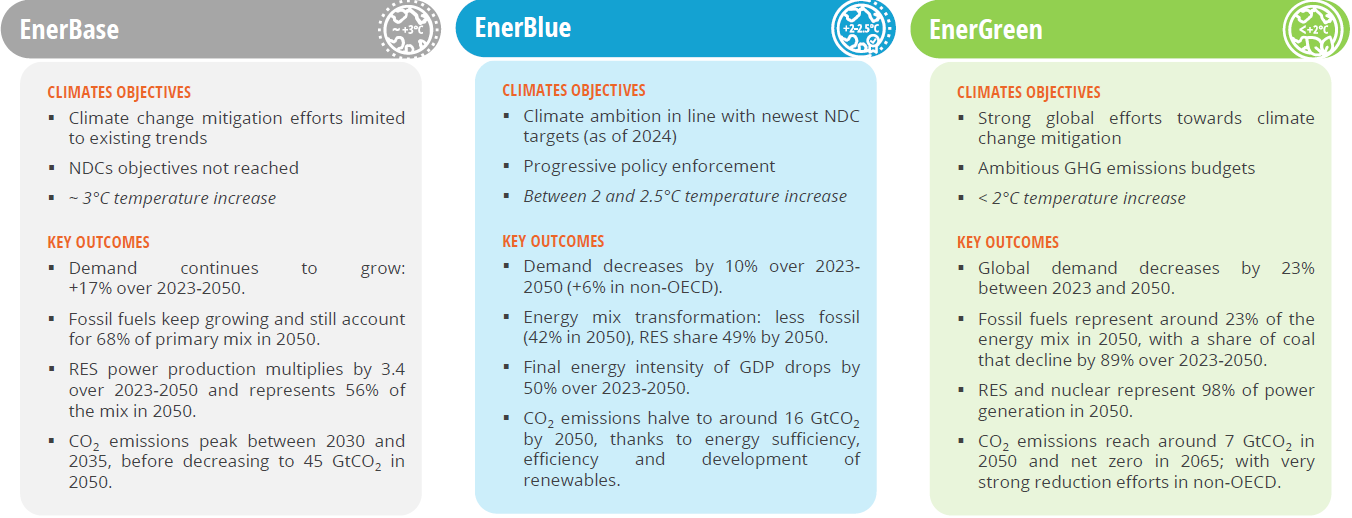 EnerBase
~ +3°C
CLIMATES OBJECTIVES
▪ Climate change mitigation efforts limited
to existing trends
▪ NDCs objectives not reached
▪ ~ 3°C temperature increase
KEY OUTCOMES
▪ Demand continues to grow:
+17% over 2023-2050.
▪ Fossil fuels keep growing and still account
for 68% of primary mix in 2050.
▪ RES power production multiplies by 3.4
over 2023-2050 and represents 56% of
the mix in 2050.
▪ CO₂ emissions peak between 2030 and
2035, before decreasing to 45 GtCO₂ in
2050.
EnerBlue
+2-2.5°C
CLIMATES OBJECTIVES
▪ Climate ambition in line with newest NDC
targets (as of 2024)
▪ Progressive policy enforcement
▪ Between 2 and 2.5°C temperature increase
KEY OUTCOMES
▪ Demand decreases by 10% over 2023-
2050 (+6% in non-OECD).
▪ Energy mix transformation: less fossil
(42% in 2050), RES share 49% by 2050.
▪ Final energy intensity of GDP drops by
50% over 2023-2050.
▪ CO₂ emissions halve to around 16 GtCO₂
by 2050, thanks to energy sufficiency,
efficiency and development of
renewables.
EnerGreen
<+2°C
CLIMATES OBJECTIVES
▪ Strong global efforts towards climate
change mitigation
▪ Ambitious GHG emissions budgets
▪ < 2°C temperature increase
KEY OUTCOMES
▪ Global demand decreases by 23%
between 2023 and 2050.
▪ Fossil fuels represent around 23% of the
energy mix in 2050, with a share of coal
that decline by 89% over 2023-2050.
▪ RES and nuclear represent 98% of power
generation in 2050.
▪ CO₂ emissions reach around 7 GtCO₂ in
2050 and net zero in 2065; with very
strong reduction efforts in non-OECD.